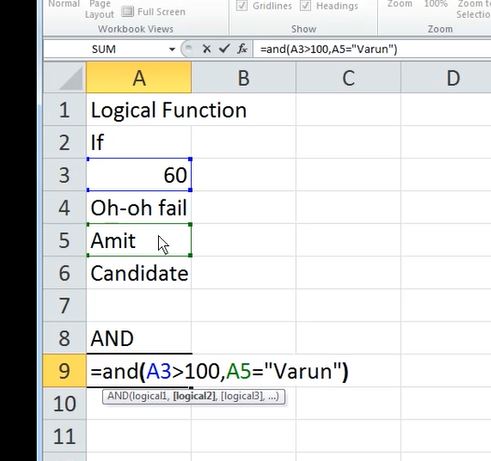 Normal Page Layout Full Screen Gridlines Headings Zoom 100% Zoom to Selection
Workbook Views Show Zoom
SUM fx =and(A3>100,A5="Varun")
A B C D
1 Logical Function
2 If
3 60
4 Oh-oh fail
5 Amit
6 Candidate
7
8 AND
9 =and(A3>100,A5="Varun")
AND(logical1, [logical2], [logical3], ...)
10
11